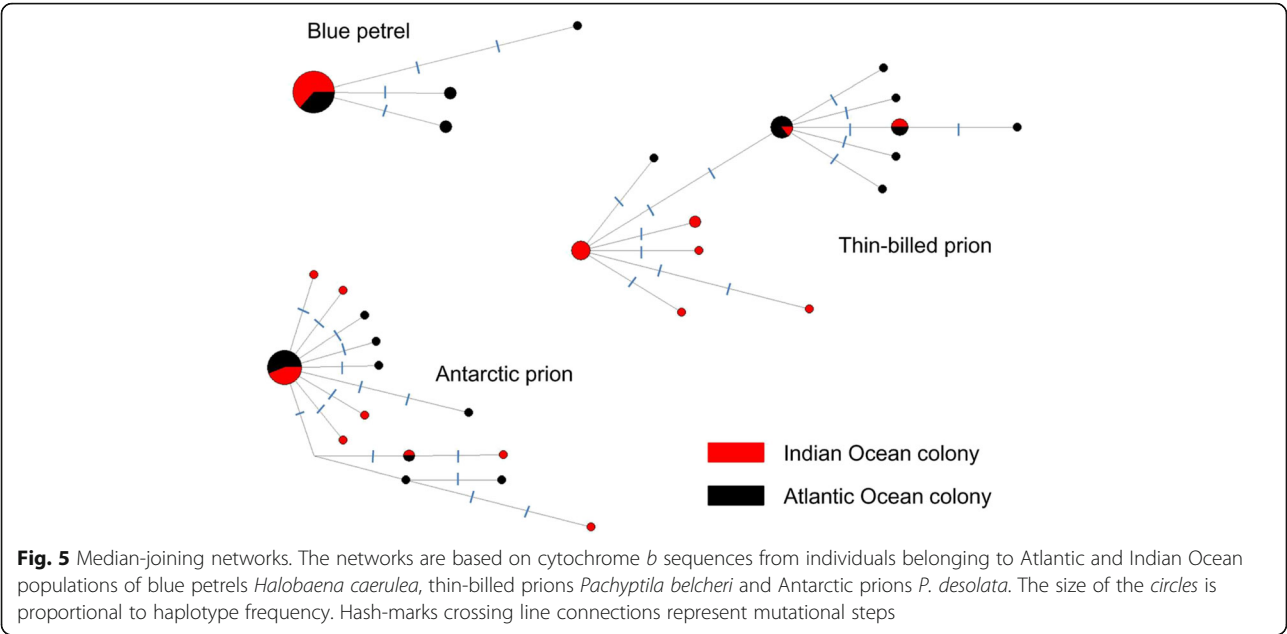 Blue petrel
Thin-billed prion
Antarctic prion
Indian Ocean colony
Atlantic Ocean colony
Fig. 5 Median-joining networks. The networks are based on cytochrome b sequences from individuals belonging to Atlantic and Indian Ocean
populations of blue petrels Halobaena caerulea, thin-billed prions Pachyptila belcheri and Antarctic prions P. desolata. The size of the circles is
proportional to haplotype frequency. Hash-marks crossing line connections represent mutational steps